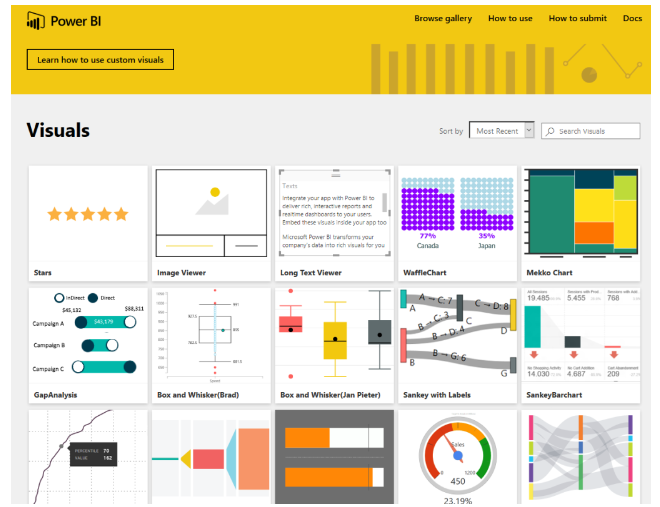 Power BI
Browse gallery How to use How to submit Docs
Learn how to use custom visuals
Visuals
Sort by Most Recent Search Visuals
Stars
Image Viewer
Texts
Integrate your app with Power BI to
deliver rich, interactive reports and
realtime dashboards to your users.
Embed these visuals inside your app too
Microsoft Power BI transforms your
company's data into rich visuals for you
Long Text Viewer
77% 35%
Canada Japan
WaffleChart
Mekko Chart
InDirect Direct
$45,132 $88,311
Campaign A $43,179
Campaign B
Campaign C
GapAnalysis
Speed
Box and Whisker(Brad)
Box and Whisker(Jan Pieter)
A A→C: 7 C→D: 8
B→C: 3 C
B→D: 4 D
B B→G: 6
G
Sankey with Labels
All Sessions Sessions with Prod.
19.485 5.455 768
No Shopping Activity No Cart Addition Cart Abandonment
14.030 4.687 209
SankeyBarchart
PERCENTILE 70
VALUE 162
Sales
0 1200
450
23.19%